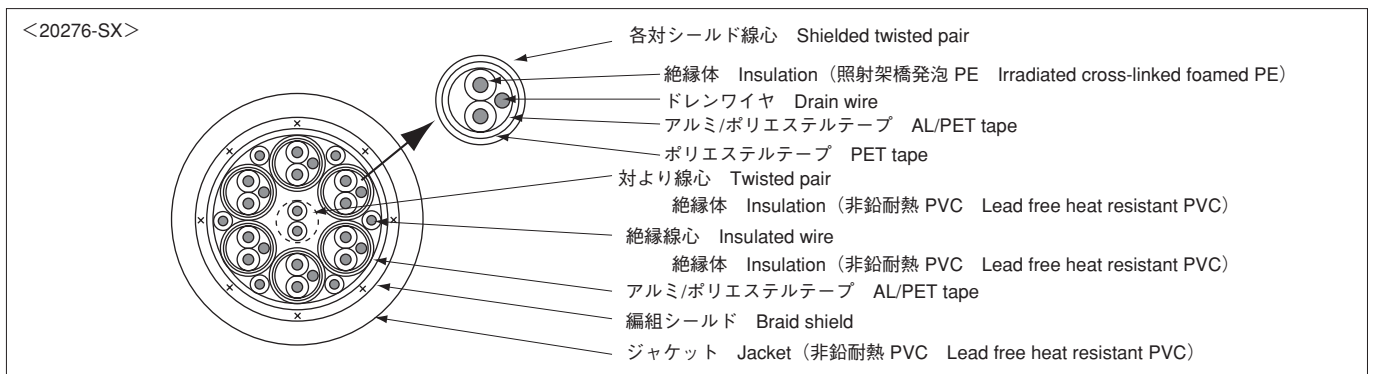 <20276-SX>
各対シールド線心 Shielded twisted pair
絶縁体 Insulation（照射架橋発泡 PE Irradiated cross-linked foamed PE）
ドレンワイヤ Drain wire
アルミ/ポリエステルテープ AL/PET tape
ポリエステルテープ PET tape
対より線心 Twisted pair
絶縁体 Insulation（非鉛耐熱 PVC Lead free heat resistant PVC）
絶縁線心 Insulated wire
絶縁体 Insulation（非鉛耐熱 PVC Lead free heat resistant PVC）
アルミ/ポリエステルテープ AL/PET tape
編組シールド Braid shield
ジャケット Jacket（非鉛耐熱 PVC Lead free heat resistant PVC）